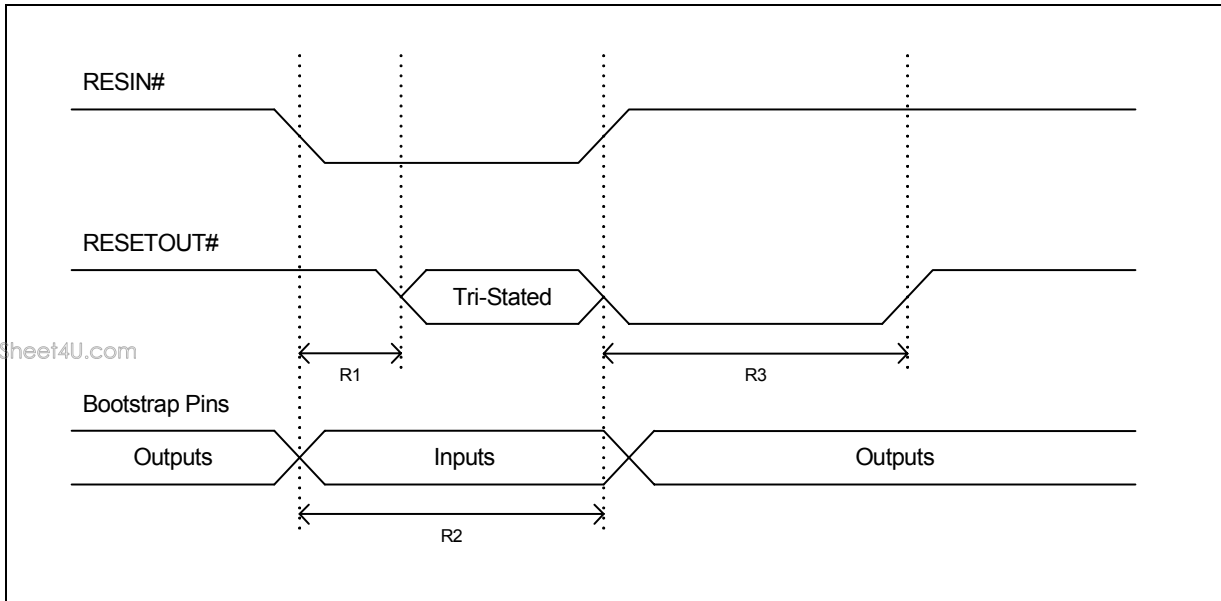 RESIN#
RESETOUT#
Tri-Stated
Sheet4U.com
R1
R3
Bootstrap Pins
Outputs
Inputs
Outputs
R2